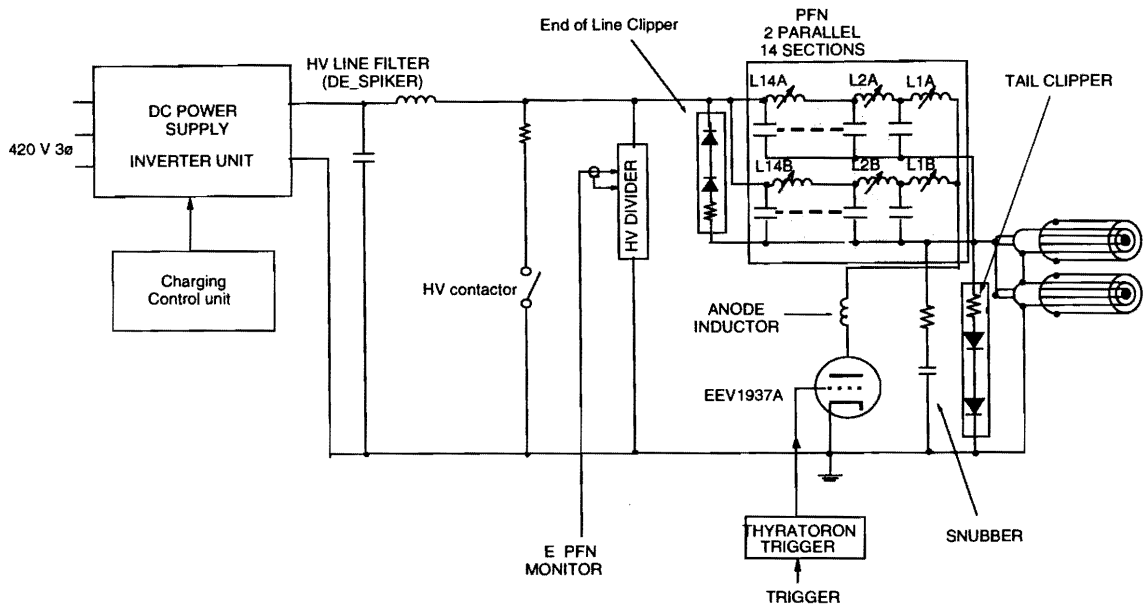 PFN
2 PARALLEL
14 SECTIONS
End of Line Clipper
HV LINE FILTER
(DE_SPIKER)
L14A
L2A
L1A
TAIL CLIPPER
DC POWER
SUPPLY
INVERTER UNIT
420 V 3ø
L14B
L2B
L1B
HV DIVIDER
Charging
Control unit
HV contactor
ANODE
INDUCTOR
EEV1937A
THYRATORON
TRIGGER
SNUBBER
E PFN
MONITOR
TRIGGER